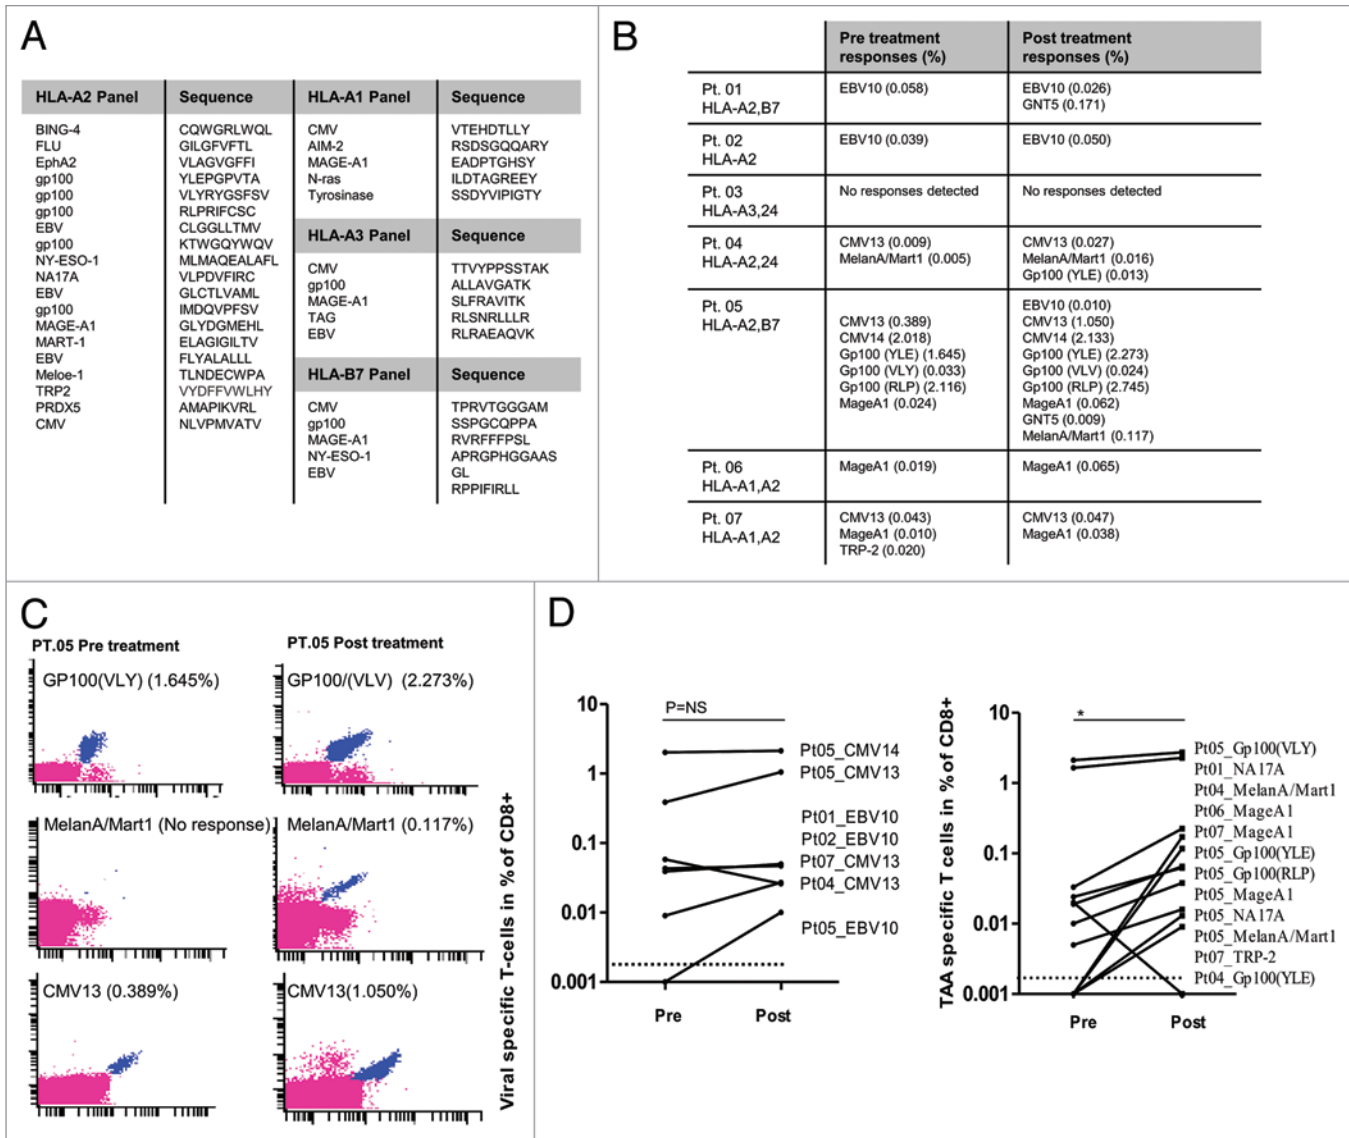 A
HLA-A2 Panel Sequence HLA-A1 Panel Sequence
BING-4 CQWGRLWQL CMV VTEHDTLLY
FLU GILGFVFTL AIM-2 RSDSGQQARY
EphA2 VLAGVGFFI MAGE-A1 EADPTGHSY
gp100 YLEPGPVTA N-ras ILDTAGREEY
gp100 VLYRYGSFSV Tyrosinase SSDYVIPIGTY
gp100 RLPRIFCSC
EBV CLGGLLTMV HLA-A3 Panel Sequence
gp100 KTWGQYWQV
NY-ESO-1 MLMAQEALAFL CMV TTVYPPSSTAK
NA17A VLPDVFIRC gp100 ALLAVGATK
EBV GLCTLVAML MAGE-A1 SLFRAVITK
gp100 IMDQVPFSV TAG RLSNRLLLR
MAGE-A1 GLYDGMEHL EBV RLRAEAQVK
MART-1 ELAGIGILTV
EBV FLYALALLL HLA-B7 Panel Sequence
Meloe-1 TLNDECWPA
TRP2 VYDFFVWLHY CMV TPRVTGGGAM
PRDX5 AMAPIKVRL gp100 SSPGCQPPA
CMV NLVPMVATV MAGE-A1 RVRFFFPSL
NY-ESO-1 APRGPHGGAAS
EBV GL
RPPIFIRLL
B
Pre treatment Post treatment
responses (%) responses (%)
Pt. 01 EBV10 (0.058) EBV10 (0.026)
HLA-A2,B7 GNT5 (0.171)
Pt. 02 EBV10 (0.039) EBV10 (0.050)
HLA-A2
Pt. 03 No responses detected No responses detected
HLA-A3,24
Pt. 04 CMV13 (0.009) CMV13 (0.027)
HLA-A2,24 MelanA/Mart1 (0.005) MelanA/Mart1 (0.016)
Gp100 (YLE) (0.013)
Pt. 05 EBV10 (0.010)
HLA-A2,B7 CMV13 (0.389) CMV13 (1.050)
CMV14 (2.018) CMV14 (2.133)
Gp100 (YLE) (1.645) Gp100 (YLE) (2.273)
Gp100 (VLY) (0.033) Gp100 (VLV) (0.024)
Gp100 (RLP) (2.116) Gp100 (RLP) (2.745)
MageA1 (0.024) MageA1 (0.062)
GNT5 (0.009)
MelanA/Mart1 (0.117)
Pt. 06 MageA1 (0.019) MageA1 (0.065)
HLA-A1,A2
Pt. 07 CMV13 (0.043) CMV13 (0.047)
HLA-A1,A2 MageA1 (0.010) MageA1 (0.038)
TRP-2 (0.020)
C
PT.05 Pre treatment PT.05 Post treatment
GP100(VLY) (1.645%) GP100/(VLV) (2.273%)
MelanA/Mart1 (No response) MelanA/Mart1 (0.117%)
CMV13 (0.389%) CMV13(1.050%)
D
Viral specific T-cells in % of CD8+
10
1
0.1
0.01
0.001
P=NS
Pt05_CMV14
Pt05_CMV13
Pt01_EBV10
Pt02_EBV10
Pt07_CMV13
Pt04_CMV13
Pt05_EBV10
Pre Post
TAA specific T cells in % of CD8+
10
1
0.1
0.01
0.001
*
Pt05_Gp100(VLY)
Pt01_NA17A
Pt04_MelanA/Mart1
Pt06_MageA1
Pt07_MageA1
Pt05_Gp100(YLE)
Pt05_Gp100(RLP)
Pt05_MageA1
Pt05_NA17A
Pt05_MelanA/Mart1
Pt07_TRP-2
Pt04_Gp100(YLE)
Pre Post